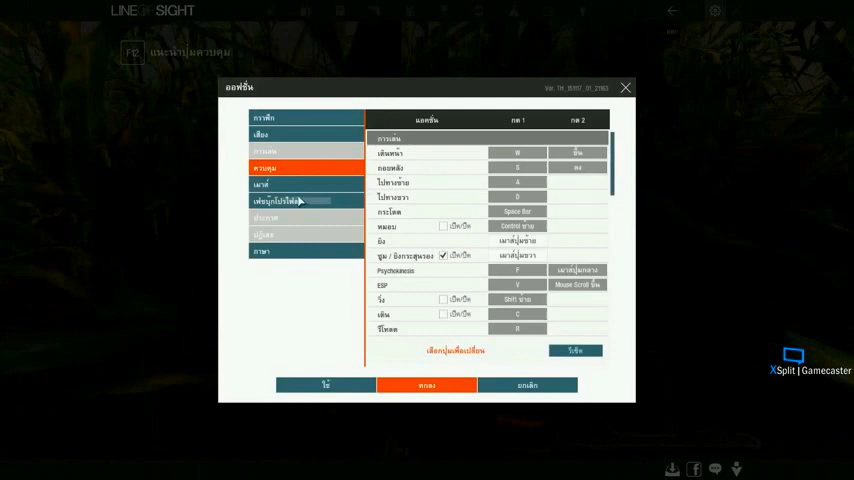 LINE OF SIGHT
F12 แนะนำปุ่มควบคุม
ออฟชั่น
Ver. TH_151117_01_21163
กราฟิก
เสียง
การเล่น
ควบคุม
เมาส์
เฟซบุ๊กโปรไฟล์
ประกาศ
ปฏิเสธ
ภาษา
แอคชั่น กด 1 กด 2
การเล่น
เดินหน้า W ขึ้น
ถอยหลัง S ลง
ไปทางซ้าย A
ไปทางขวา D
กระโดด Space Bar
หมอบ เปิด/ปิด Control ซ้าย
ยิง เมาส์ปุ่มซ้าย
ซูม / ยิงกระสุนรอง เปิด/ปิด เมาส์ปุ่มขวา
Psychokinesis F เมาส์ปุ่มกลาง
ESP V Mouse Scroll ขึ้น
วิ่ง เปิด/ปิด Shift ซ้าย
เดิน เปิด/ปิด C
รีโหลด R
เลือกปุ่มเพื่อเปลี่ยน รีเซ็ต
ใช้ ตกลง ยกเลิก
XSplit | Gamecaster